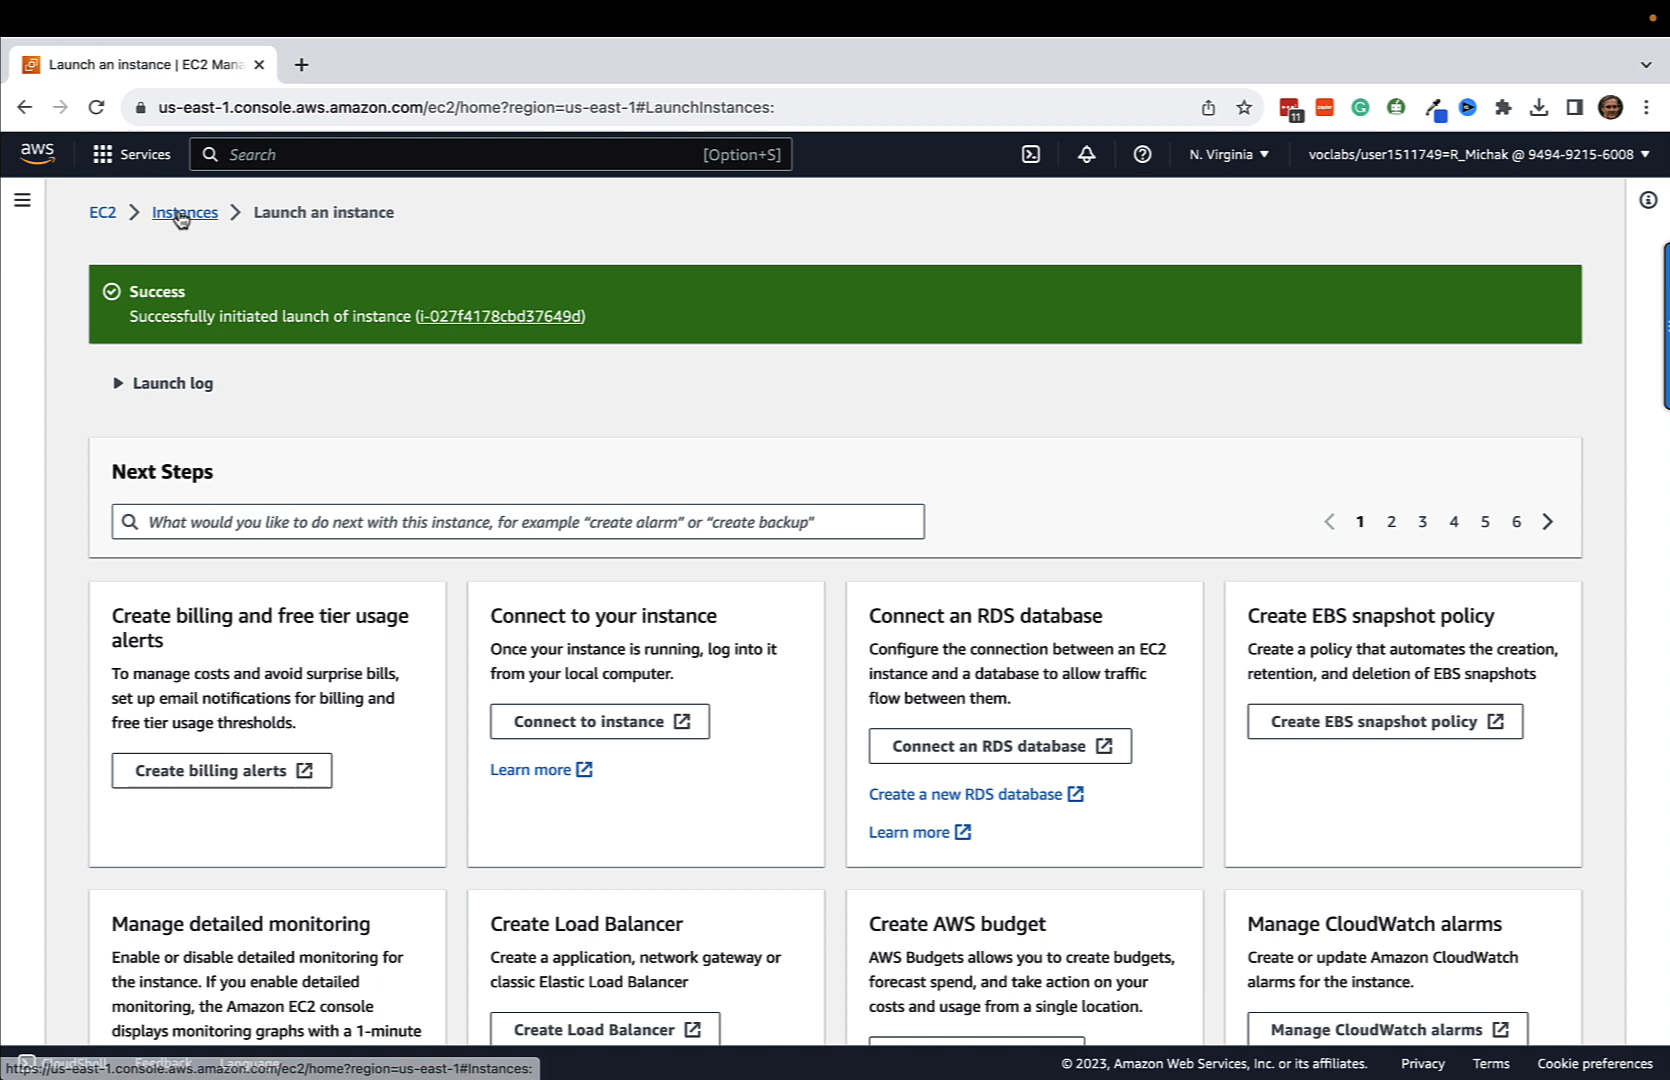 Launch an instance | EC2 Mana
us-east-1.console.aws.amazon.com/ec2/home?region=us-east-1#LaunchInstances:
11
aws
Services
Search
[Option+S]
N. Virginia
voclabs/user1511749=R_Michak @ 9494-9215-6008
EC2 > Instances > Launch an instance
Success
Successfully initiated launch of instance (i-027f4178cbd37649d)
Launch log
Next Steps
What would you like to do next with this instance, for example “create alarm” or “create backup”
1 2 3 4 5 6
Create billing and free tier usage
alerts
To manage costs and avoid surprise bills,
set up email notifications for billing and
free tier usage thresholds.
Create billing alerts
Connect to your instance
Once your instance is running, log into it
from your local computer.
Connect to instance
Learn more
Connect an RDS database
Configure the connection between an EC2
instance and a database to allow traffic
flow between them.
Connect an RDS database
Create a new RDS database
Learn more
Create EBS snapshot policy
Create a policy that automates the creation,
retention, and deletion of EBS snapshots
Create EBS snapshot policy
Manage detailed monitoring
Enable or disable detailed monitoring for
the instance. If you enable detailed
monitoring, the Amazon EC2 console
displays monitoring graphs with a 1-minute
Create Load Balancer
Create a application, network gateway or
classic Elastic Load Balancer
Create Load Balancer
Create AWS budget
AWS Budgets allows you to create budgets,
forecast spend, and take action on your
costs and usage from a single location.
Manage CloudWatch alarms
Create or update Amazon CloudWatch
alarms for the instance.
Manage CloudWatch alarms
CloudShell Feedback Language
https://us-east-1.console.aws.amazon.com/ec2/home?region=us-east-1#Instances:
© 2023, Amazon Web Services, Inc. or its affiliates.
Privacy
Terms
Cookie preferences